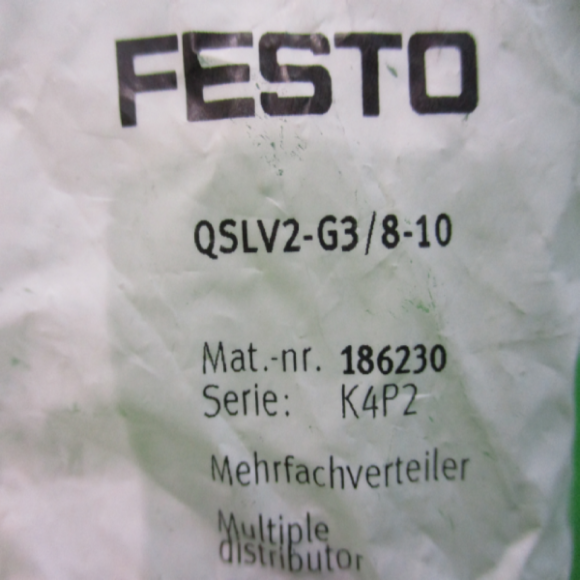 FESTO
QSLV2-G3/8-10
Mat.-nr. 186230
Serie: K4P2
Mehrfachverteiler
Multiple
distributor